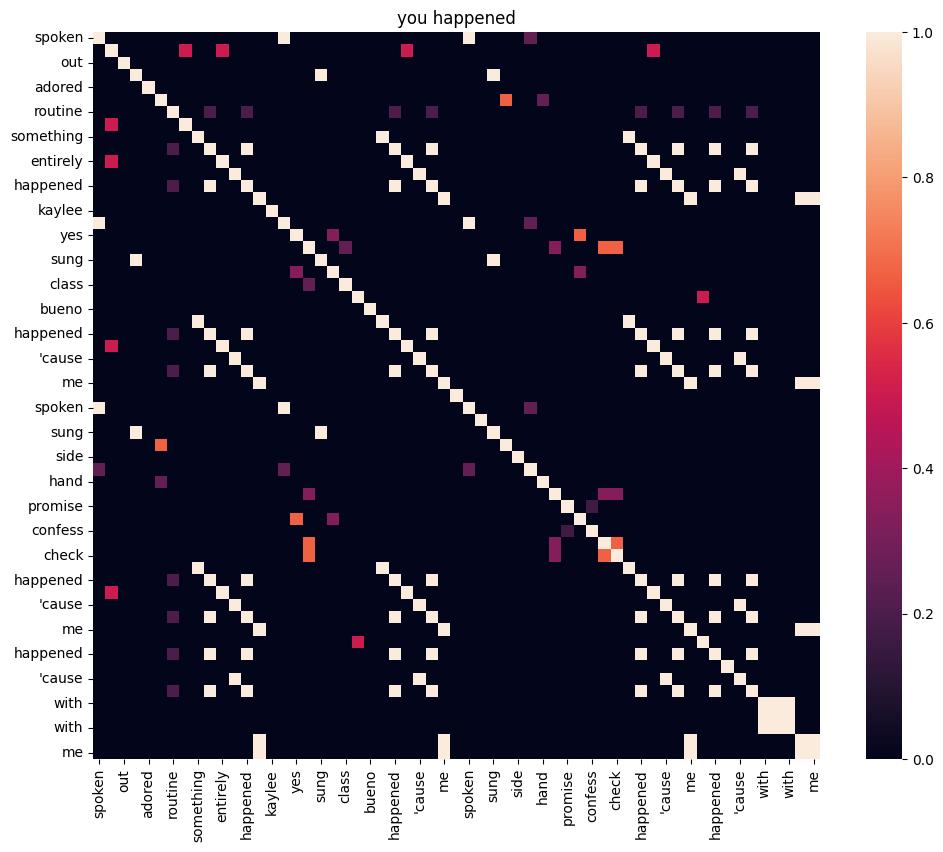 you happened
spoken
out
adored
routine
something
entirely
happened
kaylee
yes
sung
class
bueno
happened
'cause
me
spoken
sung
side
hand
promise
confess
check
happened
'cause
me
happened
'cause
with
with
me
1.0
0.8
0.6
0.4
0.2
0.0
spoken
out
adored
routine
something
entirely
happened
kaylee
yes
sung
class
bueno
happened
'cause
me
spoken
sung
side
hand
promise
confess
check
happened
'cause
me
happened
'cause
with
with
me